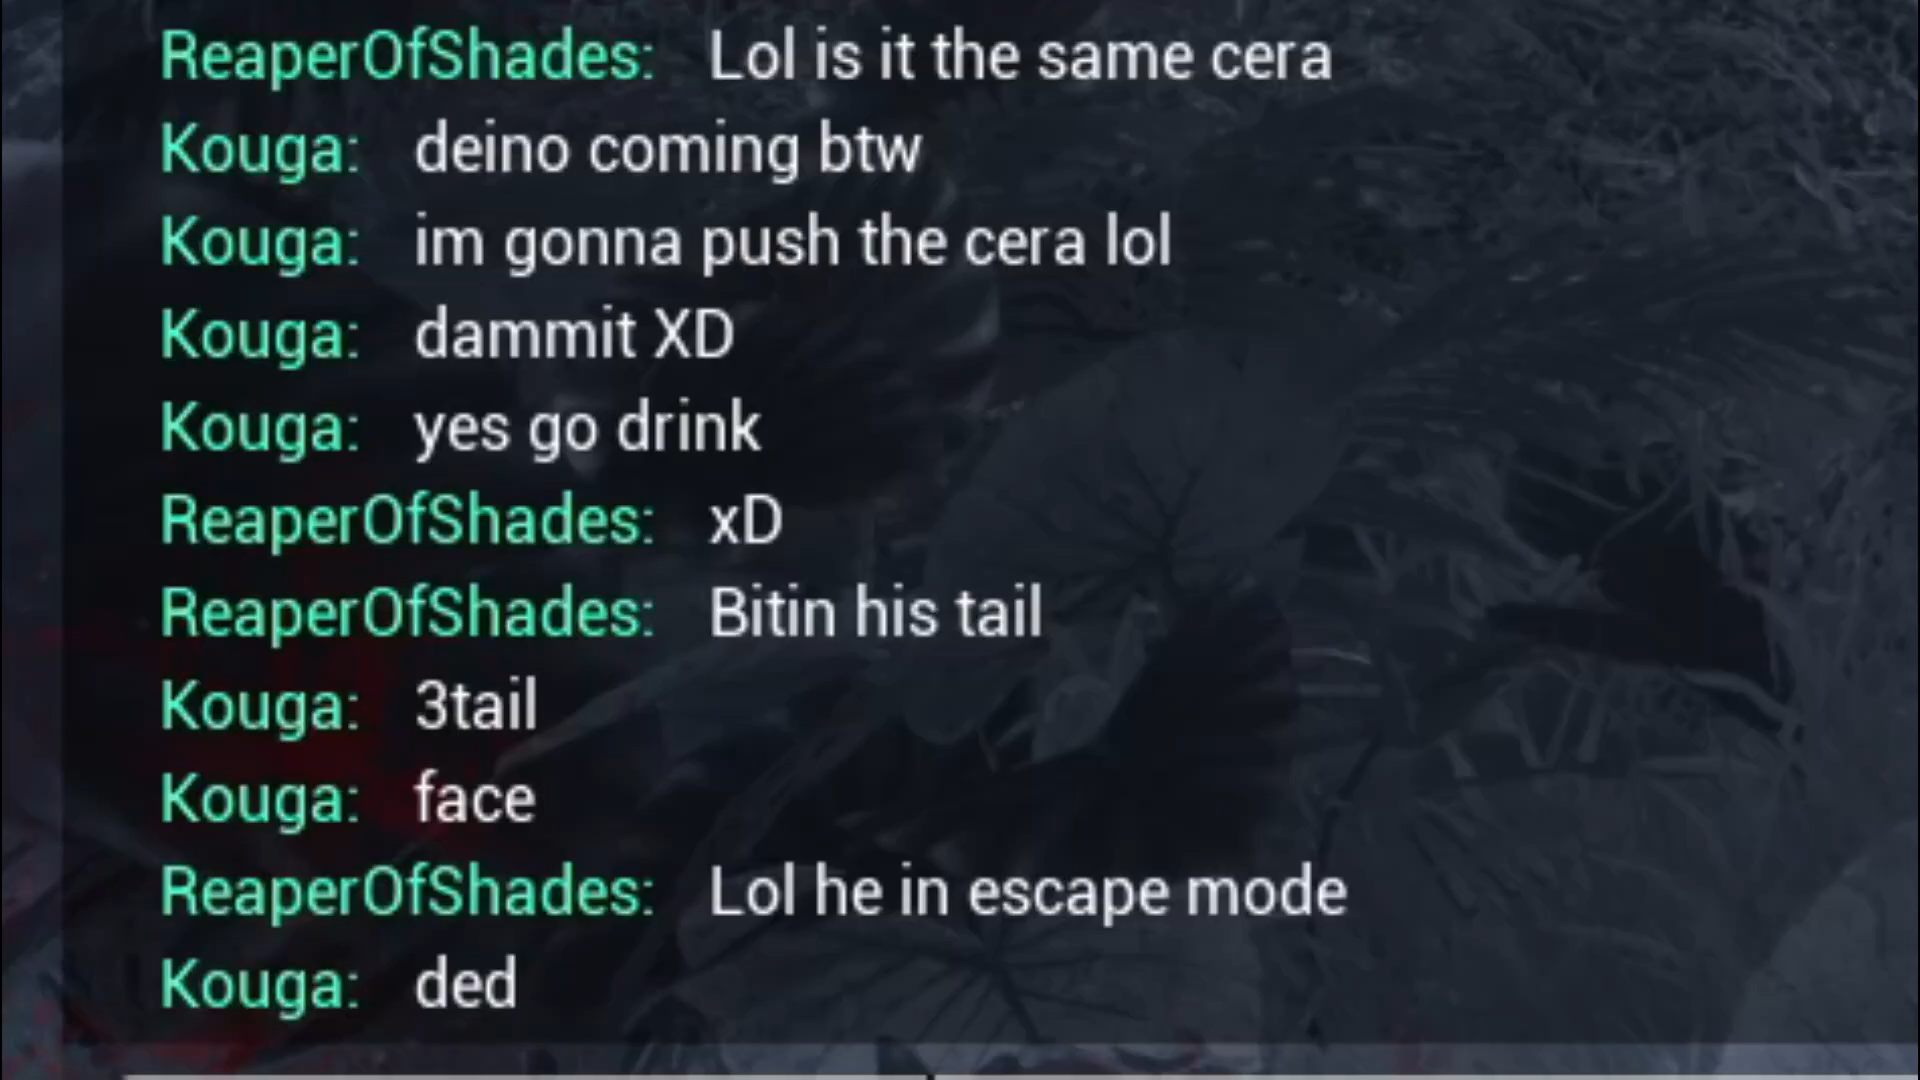 ReaperOfShades: Lol is it the same cera
Kouga: deino coming btw
Kouga: im gonna push the cera lol
Kouga: dammit XD
Kouga: yes go drink
ReaperOfShades: xD
ReaperOfShades: Bitin his tail
Kouga: 3tail
Kouga: face
ReaperOfShades: Lol he in escape mode
Kouga: ded